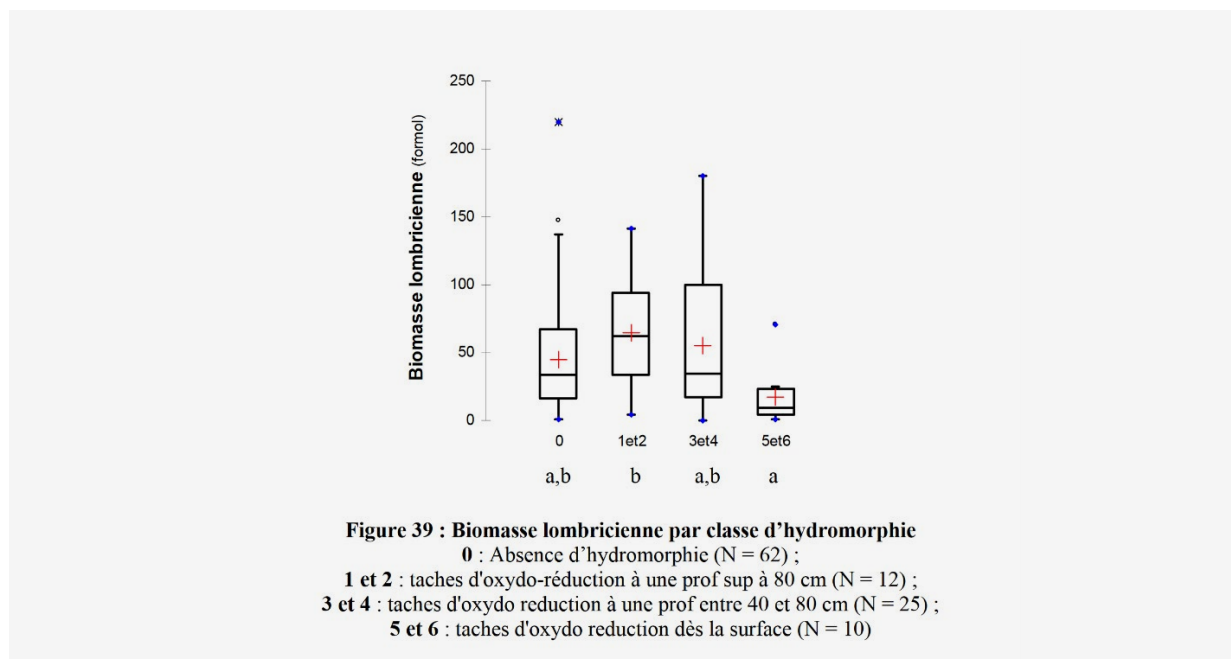 250
200
150
100
50
0
Biomasse lombricienne (formol)
0 1et2 3et4 5et6
a,b b a,b a
Figure 39 : Biomasse lombricienne par classe d'hydromorphie
0 : Absence d'hydromorphie (N = 62) ;
1 et 2 : taches d'oxydo-réduction à une prof sup à 80 cm (N = 12) ;
3 et 4 : taches d'oxydo reduction à une prof entre 40 et 80 cm (N = 25) ;
5 et 6 : taches d'oxydo reduction dès la surface (N = 10)